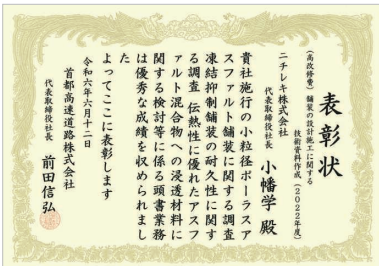 表彰状
(高改修費)舗装の設計施工に関する
技術資料作成(2022年度)
ニチレキ株式会社
代表取締役社長 小幡学 殿
貴社施行の小粒径ポーラスア
スファルト舗装に関する調査
凍結抑制舗装の耐久性に関す
る調査 伝熱性に優れたアスフ
ァルト混合物への浸透材料に
関する検討等に係る頭書業務
は優秀な成績を収められまし
た
よってここに表彰します
令和六年六月十二日
首都高速道路株式会社
代表取締役社長 前田信弘